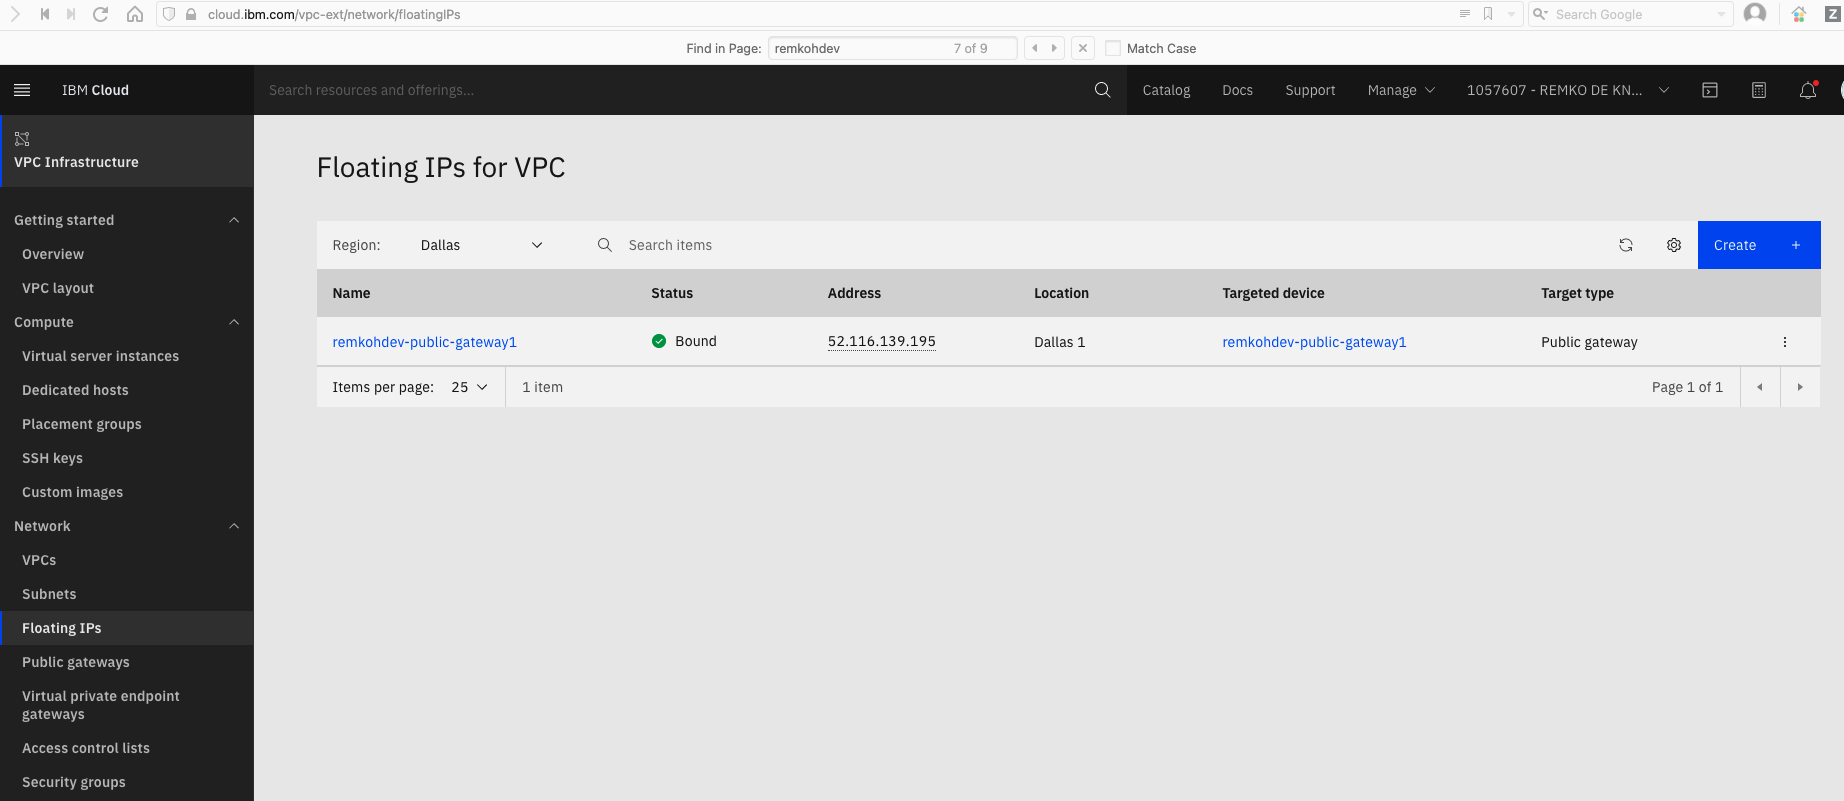 cloud.ibm.com/vpc-ext/network/floatingIPs
Search Google
Z
Find in Page:
remkohdev
7 of 9
Match Case
IBM Cloud
Search resources and offerings...
Catalog
Docs
Support
Manage
1057607 - REMKO DE KN...
VPC Infrastructure
Getting started
Overview
VPC layout
Compute
Virtual server instances
Dedicated hosts
Placement groups
SSH keys
Custom images
Network
VPCs
Subnets
Floating IPs
Public gateways
Virtual private endpoint
gateways
Access control lists
Security groups
Floating IPs for VPC
Region:
Dallas
Search items
Create +
Name
Status
Address
Location
Targeted device
Target type
remkohdev-public-gateway1
Bound
52.116.139.195
Dallas 1
remkohdev-public-gateway1
Public gateway
Items per page: 25
1 item
Page 1 of 1